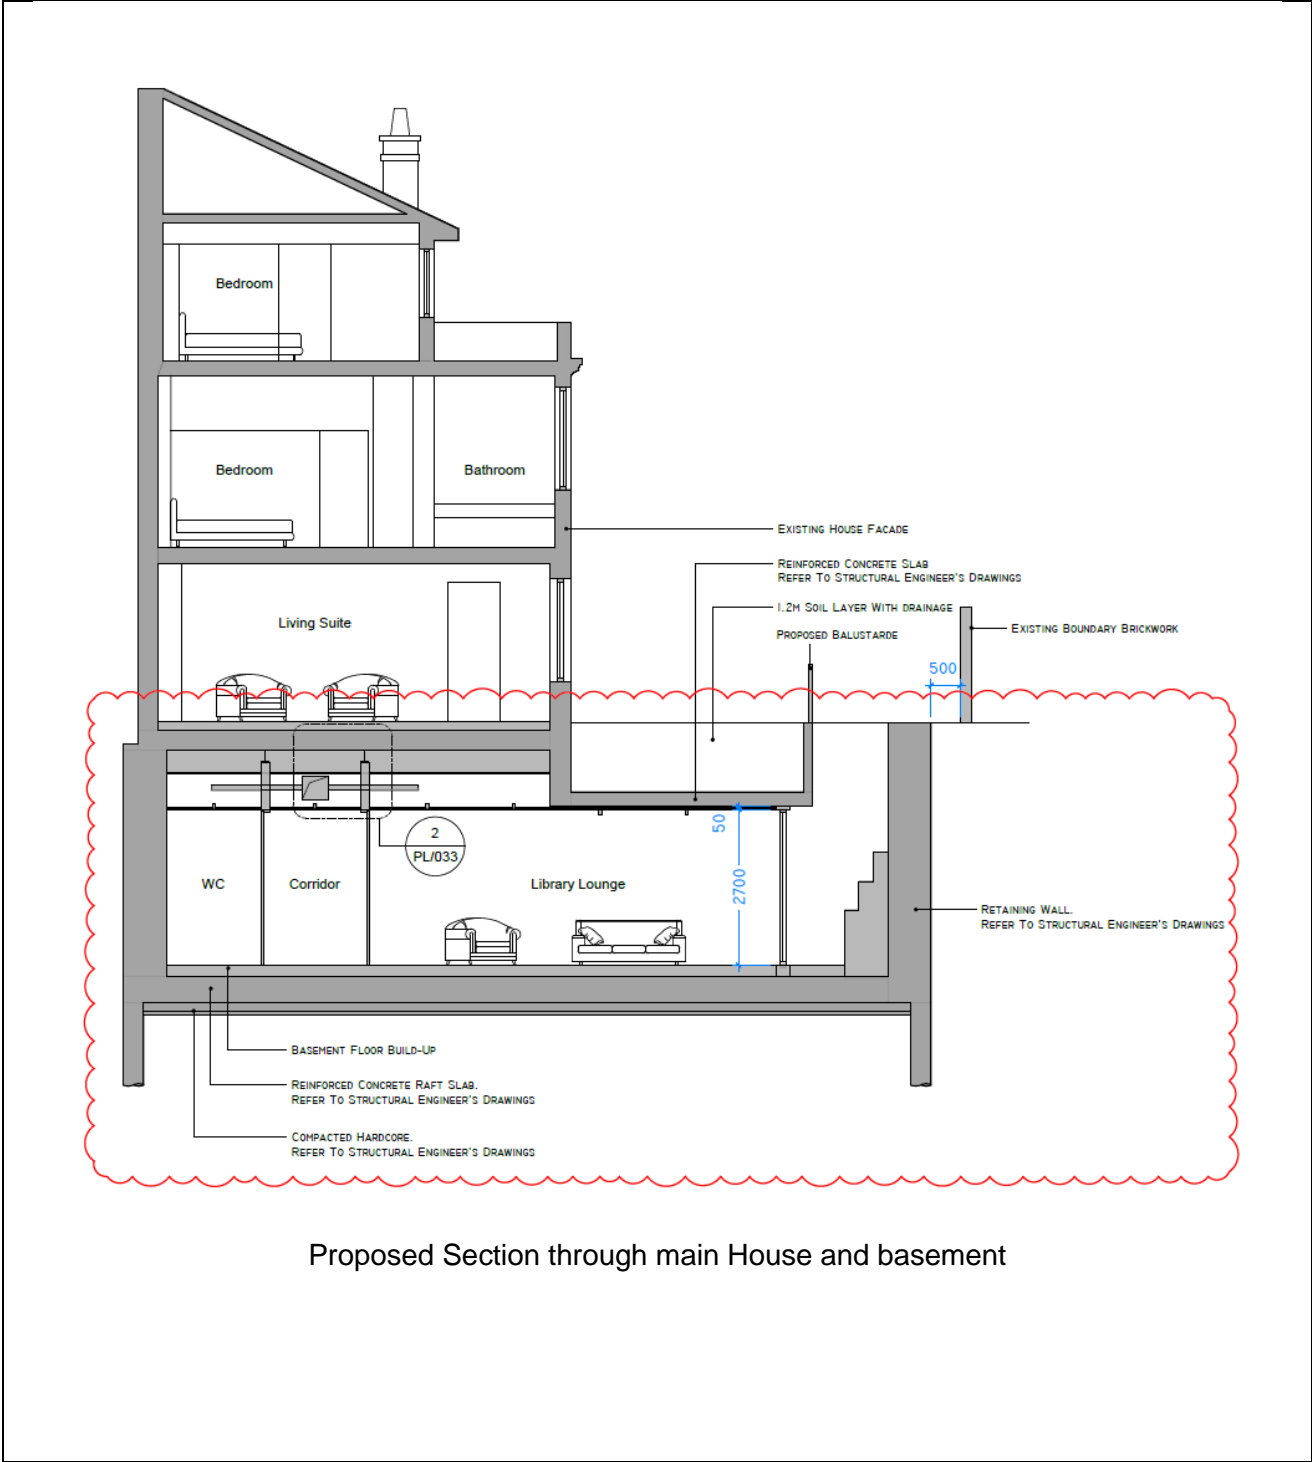 Bedroom
Bedroom
Bathroom
EXISTING HOUSE FACADE
REINFORCED CONCRETE SLAB
REFER TO STRUCTURAL ENGINEER'S DRAWINGS
Living Suite
1.2M SOIL LAYER WITH DRAINAGE
PROPOSED BALUSTARDE
EXISTING BOUNDARY BRICKWORK
500
50
2
PL/033
2700
WC
Corridor
Library Lounge
RETAINING WALL.
REFER TO STRUCTURAL ENGINEER'S DRAWINGS
BASEMENT FLOOR BUILD-UP
REINFORCED CONCRETE RAFT SLAB.
REFER TO STRUCTURAL ENGINEER'S DRAWINGS
COMPACTED HARDCORE.
REFER TO STRUCTURAL ENGINEER'S DRAWINGS
Proposed Section through main House and basement